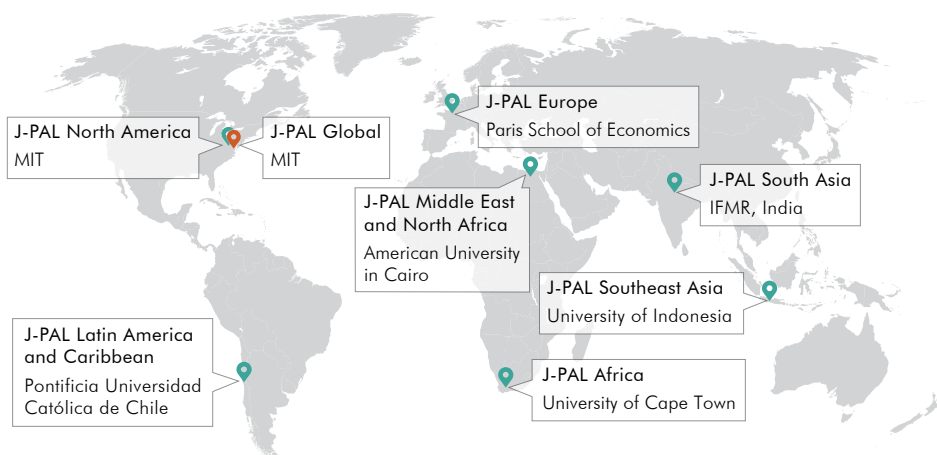 J-PAL North America
MIT
J-PAL Global
MIT
J-PAL Europe
Paris School of Economics
J-PAL Middle East
and North Africa
American University
in Cairo
J-PAL South Asia
IFMR, India
J-PAL Southeast Asia
University of Indonesia
J-PAL Latin America
and Caribbean
Pontificia Universidad
Católica de Chile
J-PAL Africa
University of Cape Town